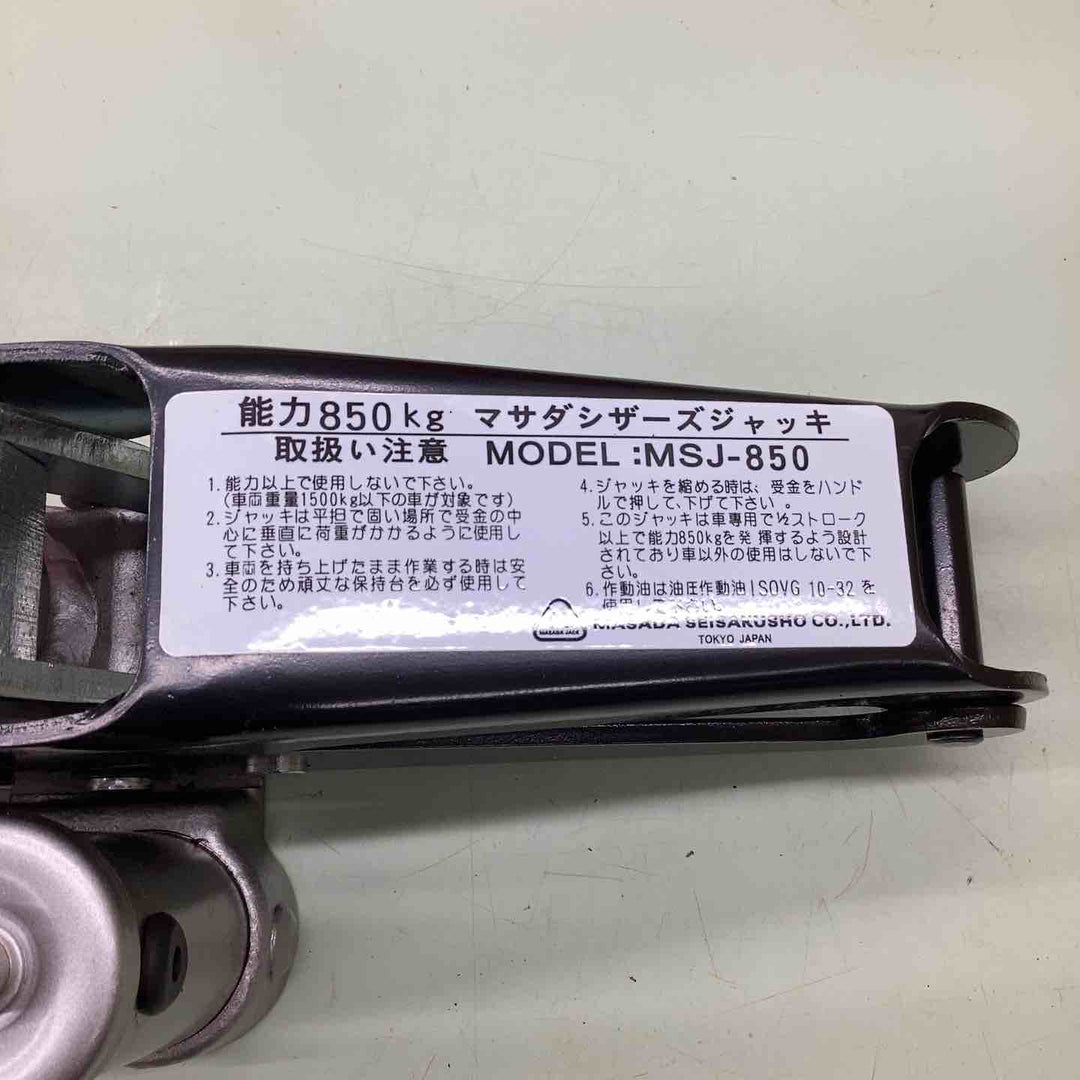 能力850kg マサダシザーズジャッキ
取扱い注意 MODEL:MSJ-850
1. 能力以上で使用しないで下さい。
(車両重量1500kg以下の車が対象です)
2. ジャッキは平坦で固い場所で受金の中
心に垂直に荷重がかかるように使用し
て下さい。
3. 車両を持ち上げたまま作業する時は安
全のため頑丈な保持台を必ず使用して
下さい。
4. ジャッキを縮める時は、受金をハンド
ルで押して、下げて下さい。
5. このジャッキは車専用で½ストローク
以上で能力850kgを発揮するよう設計
されており車以外の使用はしないで下
さい。
6. 作動油は油圧作動油ISOVG 10-32を
使用して下さい。
MASADA JACK
MASADA SEISAKUSHO CO.,LTD.
TOKYO JAPAN